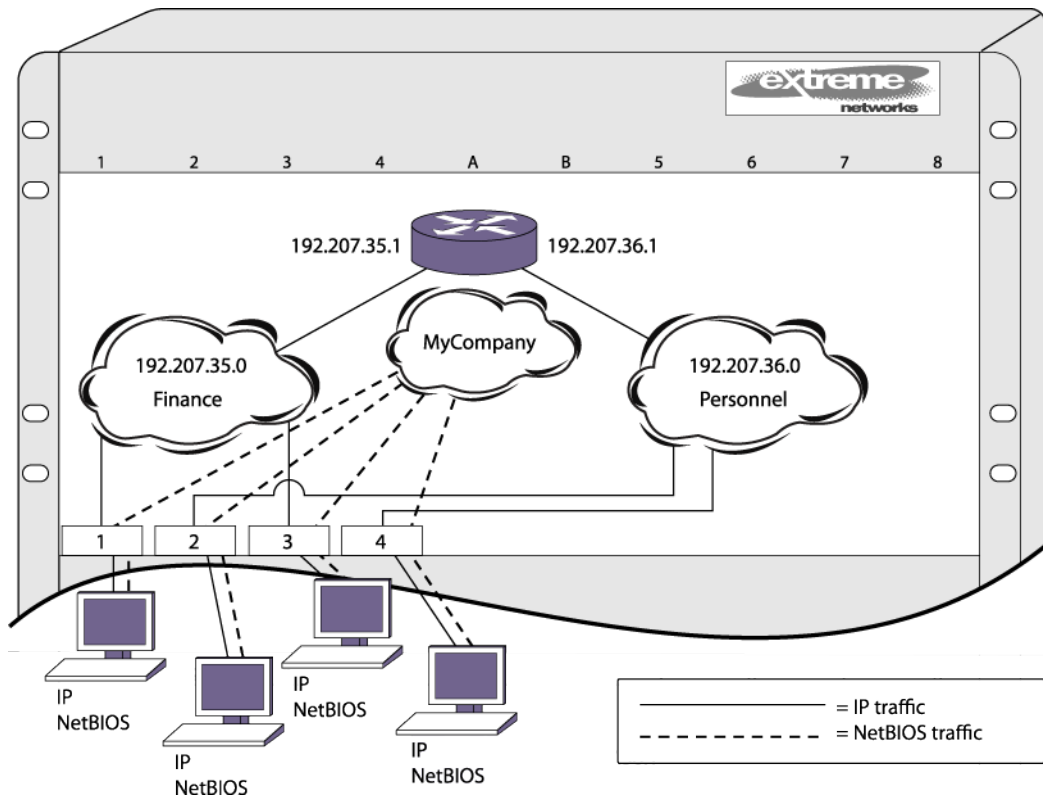 extreme
networks
1 2 3 4 A B 5 6 7 8
192.207.35.1
192.207.36.1
MyCompany
192.207.35.0
Finance
192.207.36.0
Personnel
1
2
3
4
IP
NetBIOS
IP
NetBIOS
IP
NetBIOS
IP
NetBIOS
= IP traffic
= NetBIOS traffic